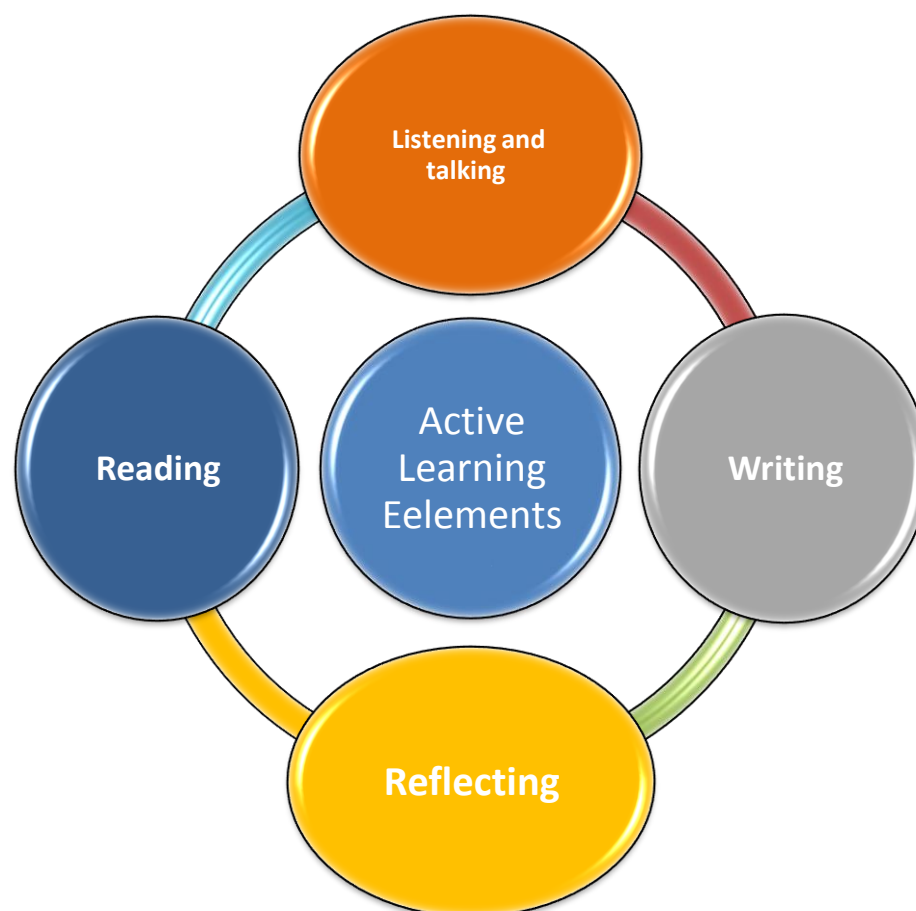 Listening and
talking
Reading
Active
Learning
Eelements
Writing
Reflecting